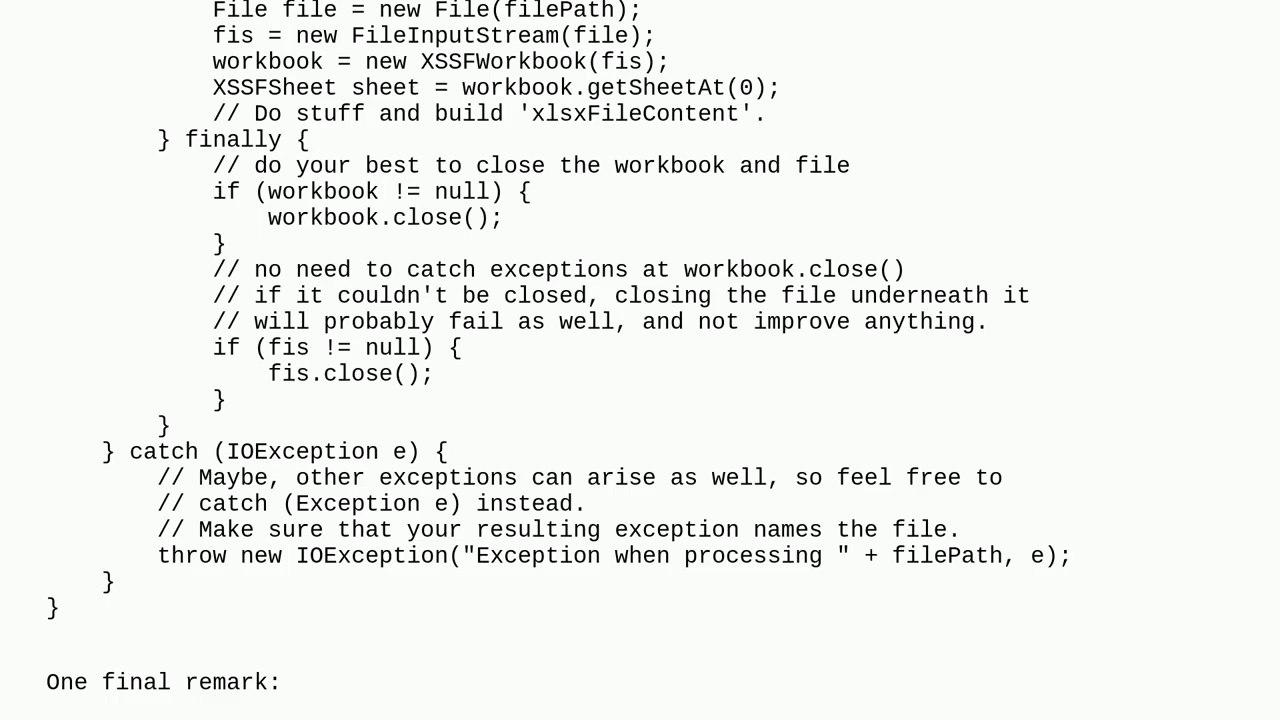 File file = new File(filePath);
fis = new FileInputStream(file);
workbook = new XSSFWorkbook(fis);
XSSFSheet sheet = workbook.getSheetAt(0);
// Do stuff and build 'xlsxFileContent'.
} finally {
// do your best to close the workbook and file
if (workbook != null) {
workbook.close();
}
// no need to catch exceptions at workbook.close()
// if it couldn't be closed, closing the file underneath it
// will probably fail as well, and not improve anything.
if (fis != null) {
fis.close();
}
}
} catch (IOException e) {
// Maybe, other exceptions can arise as well, so feel free to
// catch (Exception e) instead.
// Make sure that your resulting exception names the file.
throw new IOException("Exception when processing " + filePath, e);
}
}
One final remark: